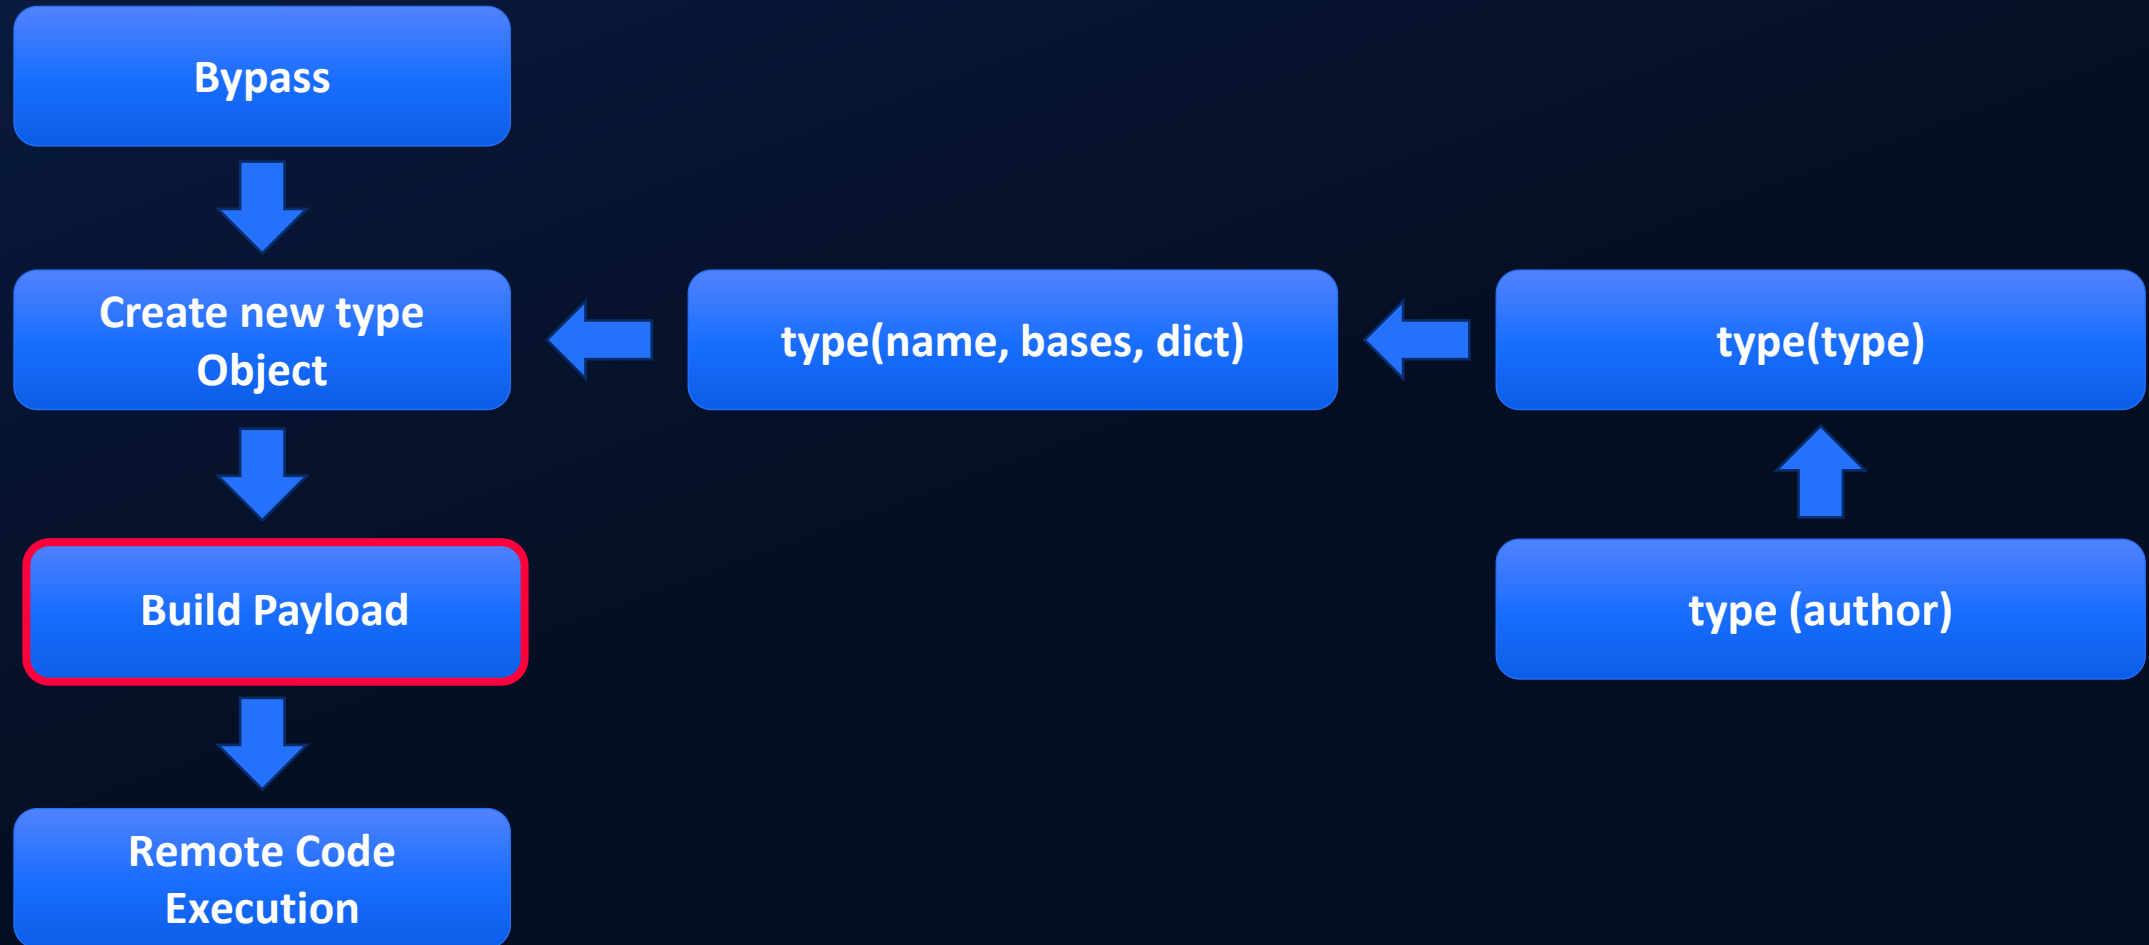 Bypass
Create new type
Object
type(name, bases, dict)
type(type)
Build Payload
type (author)
Remote Code
Execution